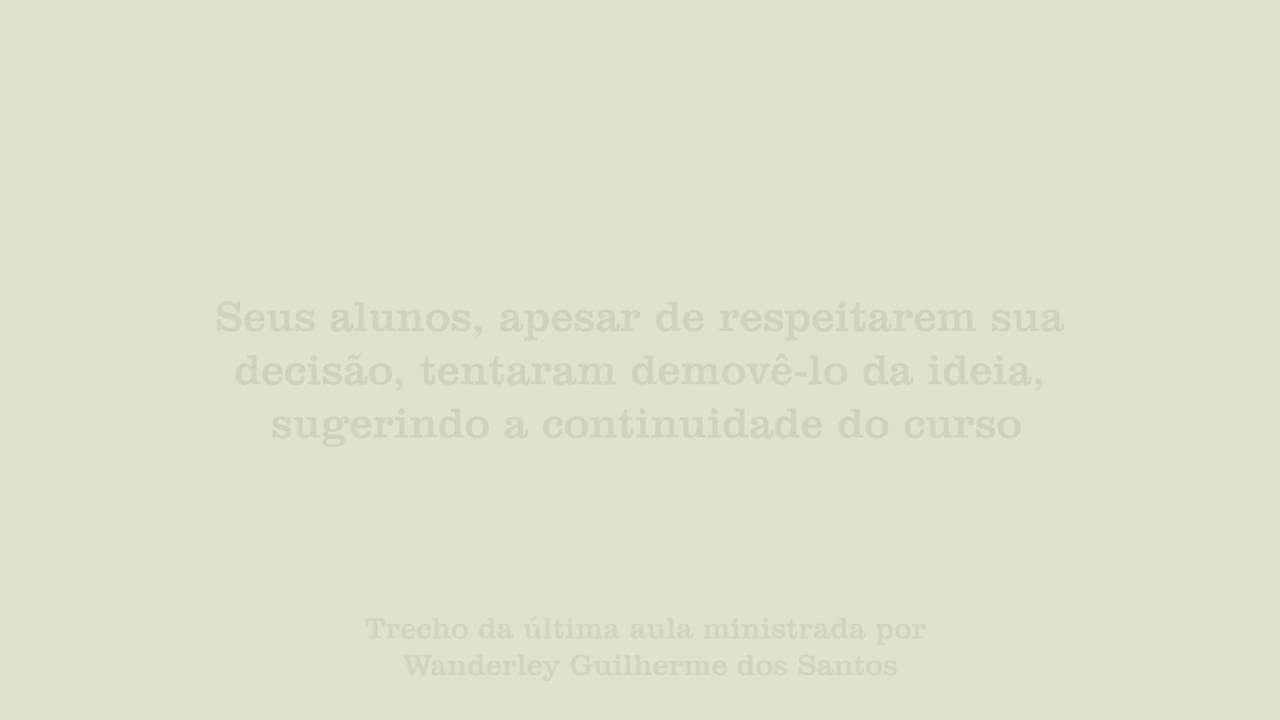 Seus alunos, apesar de respeitarem sua
decisão, tentaram demovê-lo da ideia,
sugerindo a continuidade do curso
Trecho da última aula ministrada por
Wanderley Guilherme dos Santos